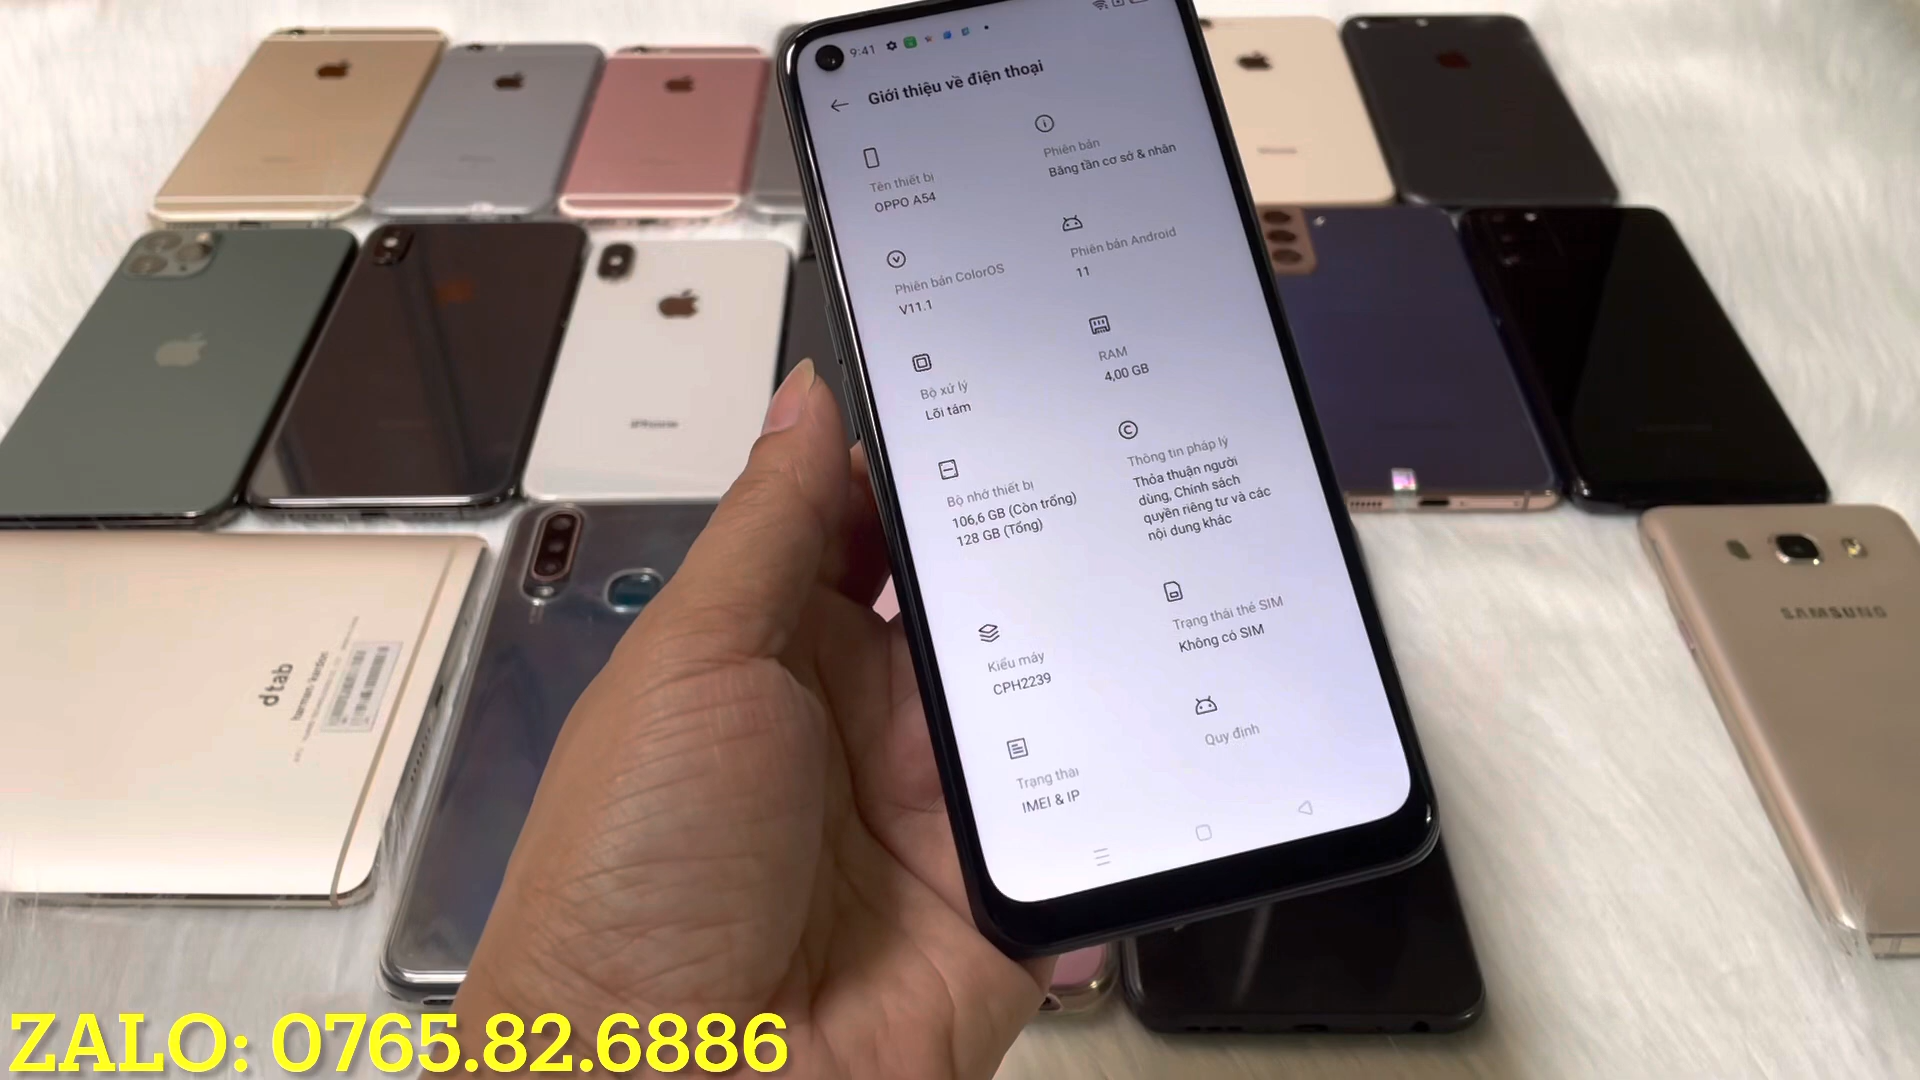 9:41
Giới thiệu về điện thoại
Tên thiết bị
OPPO A54
Phiên bản
Băng tần cơ sở & nhân
Phiên bản ColorOS
V11.1
Phiên bản Android
11
Bộ xử lý
Lõi tám
RAM
4,00 GB
Bộ nhớ thiết bị
106,6 GB (Còn trống)
128 GB (Tổng)
Thông tin pháp lý
Thỏa thuận người
dùng, Chính sách
quyền riêng tư và các
nội dung khác
Kiểu máy
CPH2239
Trạng thái thẻ SIM
Không có SIM
Trạng thái
IMEI & IP
Quy định
iPhone
dtab
harman/kardon
SAMSUNG
ZALO: 0765.82.6886